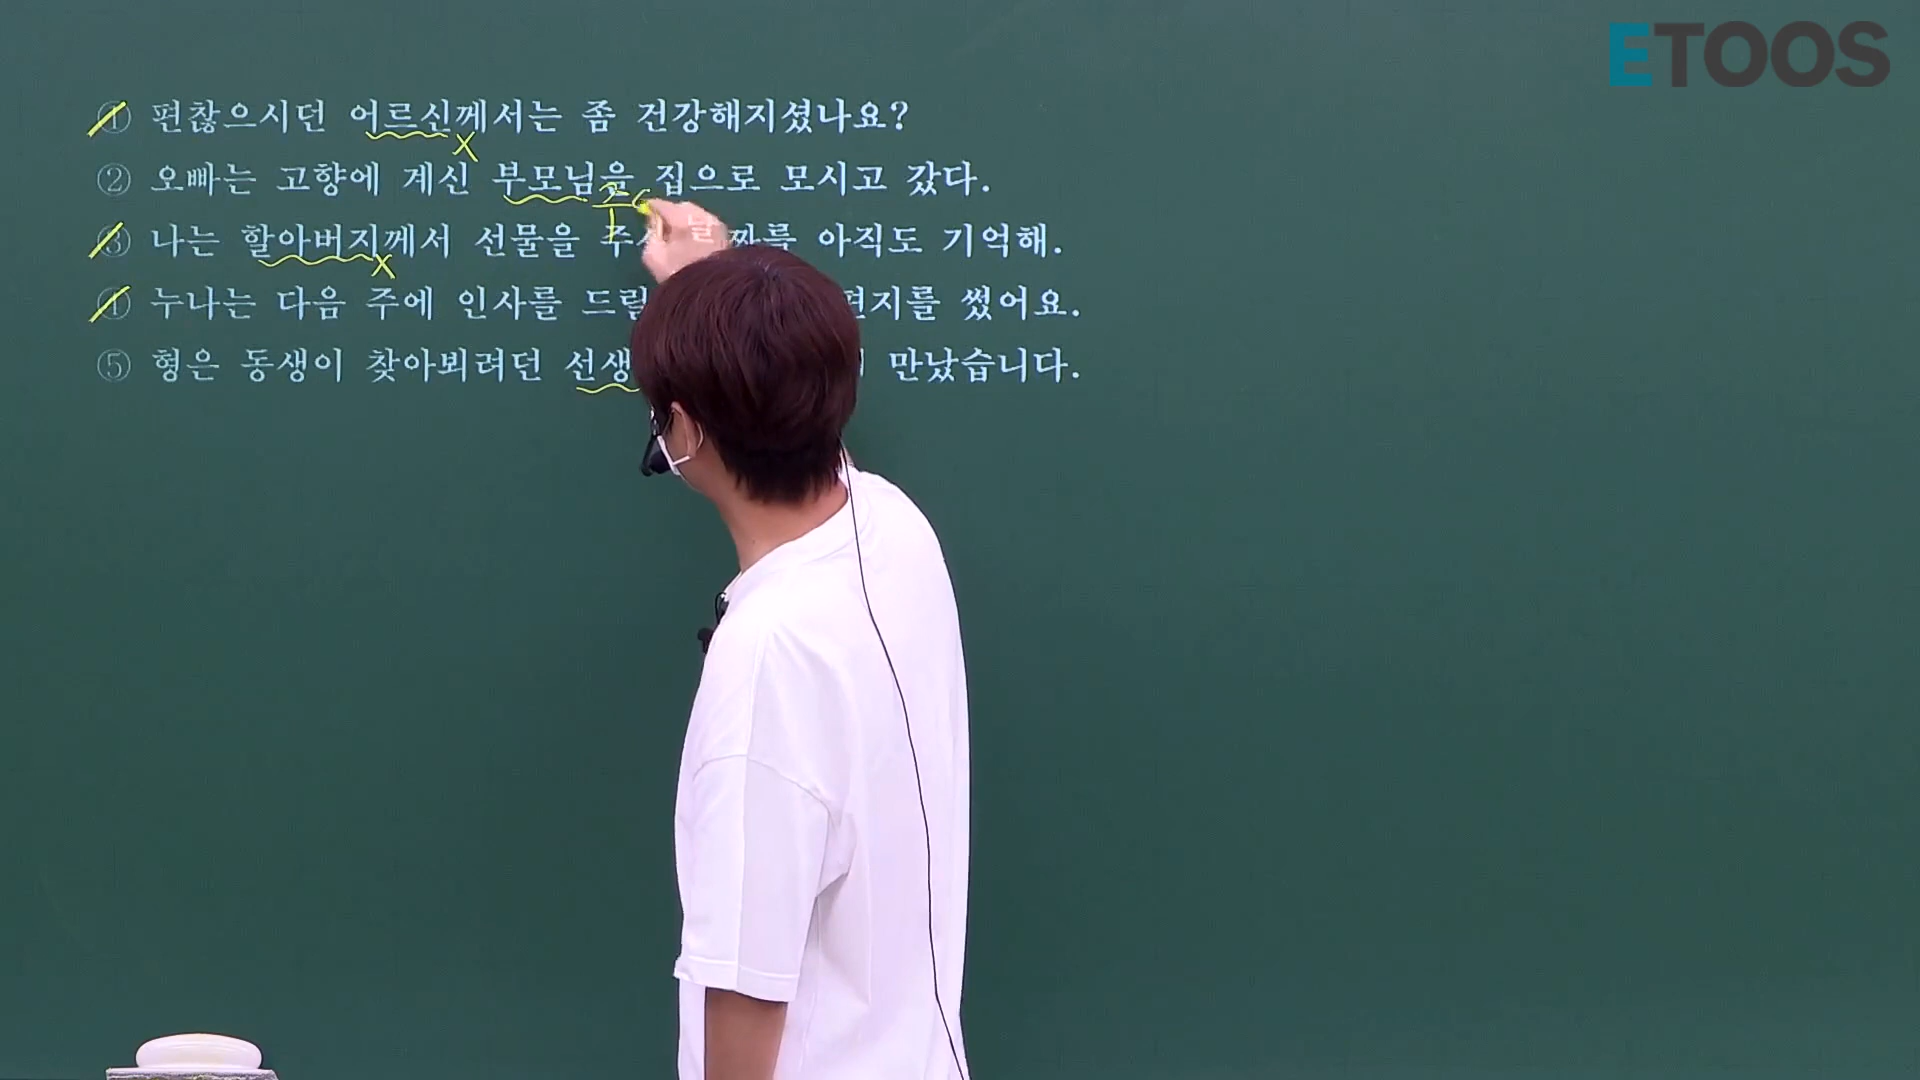 ETOOS
① 편찮으시던 어르신께서는 좀 건강해지셨나요?
② 오빠는 고향에 계신 부모님을 집으로 모시고 갔다.
주
③ 나는 할아버지께서 선물을 날짜를 아직도 기억해.
④ 누나는 다음 주에 인사를 드릴 편지를 썼어요.
⑤ 형은 동생이 찾아뵈려던 선생 만났습니다.